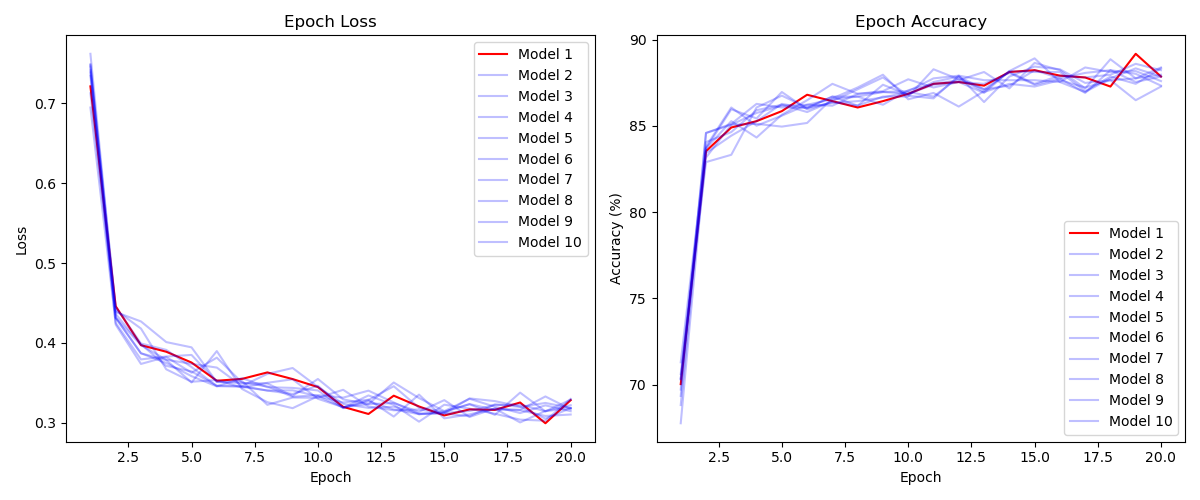 Epoch Loss
Loss
0.7
0.6
0.5
0.4
0.3
2.5
5.0
7.5
10.0
12.5
15.0
17.5
20.0
Epoch
Model 1
Model 2
Model 3
Model 4
Model 5
Model 6
Model 7
Model 8
Model 9
Model 10
Epoch Accuracy
Accuracy (%)
90
85
80
75
70
2.5
5.0
7.5
10.0
12.5
15.0
17.5
20.0
Epoch
Model 1
Model 2
Model 3
Model 4
Model 5
Model 6
Model 7
Model 8
Model 9
Model 10